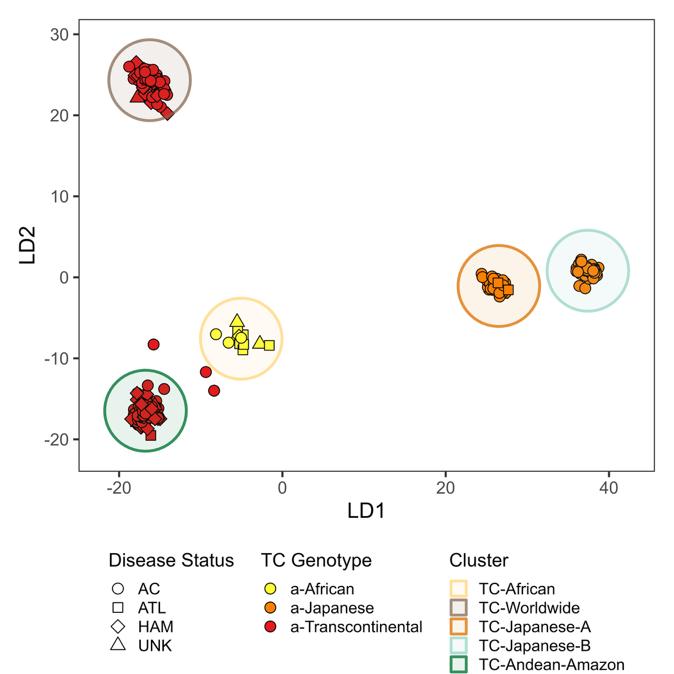 30
20
10
0
-10
-20
LD2
-20
0
20
40
LD1
Disease Status
AC
ATL
HAM
UNK
TC Genotype
a-African
a-Japanese
a-Transcontinental
Cluster
TC-African
TC-Worldwide
TC-Japanese-A
TC-Japanese-B
TC-Andean-Amazon